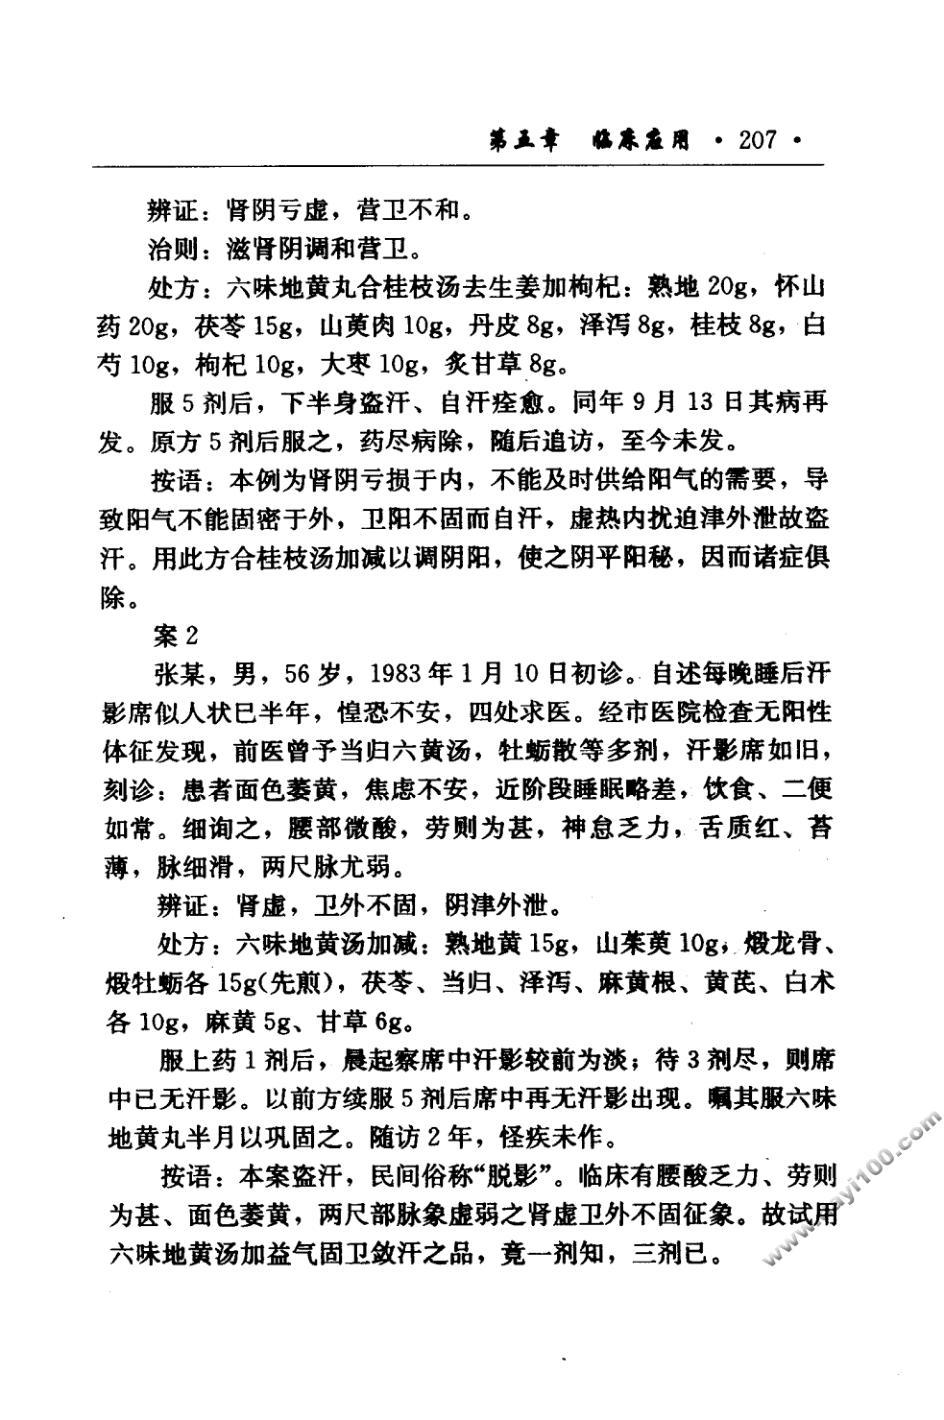 第五章 临床应用 · 207 ·
辨证：肾阴亏虚，营卫不和。
治则：滋肾阴调和营卫。
处方：六味地黄丸合桂枝汤去生姜加枸杞：熟地 20g，怀山
药 20g，茯苓 15g，山萸肉 10g，丹皮 8g，泽泻 8g，桂枝 8g，白
芍 10g，枸杞 10g，大枣 10g，炙甘草 8g。
服 5 剂后，下半身盗汗、自汗痊愈。同年 9 月 13 日其病再
发。原方 5 剂后服之，药尽病除，随后追访，至今未发。
按语：本例为肾阴亏损于内，不能及时供给阳气的需要，导
致阳气不能固密于外，卫阳不固而自汗，虚热内扰迫津外泄故盗
汗。用此方合桂枝汤加减以调阴阳，使之阴平阳秘，因而诸症俱
除。
案 2
张某，男，56 岁，1983 年 1 月 10 日初诊。自述每晚睡后汗
影席似人状巳半年，惶恐不安，四处求医。经市医院检查无阳性
体征发现，前医曾予当归六黄汤，牡蛎散等多剂，汗影席如旧，
刻诊：患者面色萎黄，焦虑不安，近阶段睡眠略差，饮食、二便
如常。细询之，腰部微酸，劳则为甚，神怠乏力，舌质红、苔
薄，脉细滑，两尺脉尤弱。
辨证：肾虚，卫外不固，阴津外泄。
处方：六味地黄汤加减：熟地黄 15g，山茱萸 10g，煅龙骨、
煅牡蛎各 15g(先煎)，茯苓、当归、泽泻、麻黄根、黄芪、白术
各 10g，麻黄 5g、甘草 6g。
服上药 1 剂后，晨起察席中汗影较前为淡；待 3 剂尽，则席
中已无汗影。以前方续服 5 剂后席中再无汗影出现。嘱其服六味
地黄丸半月以巩固之。随访 2 年，怪疾未作。
按语：本案盗汗，民间俗称“脱影”。临床有腰酸乏力、劳则
为甚、面色萎黄，两尺部脉象虚弱之肾虚卫外不固征象。故试用
六味地黄汤加益气固卫敛汗之品，竟一剂知，三剂已。